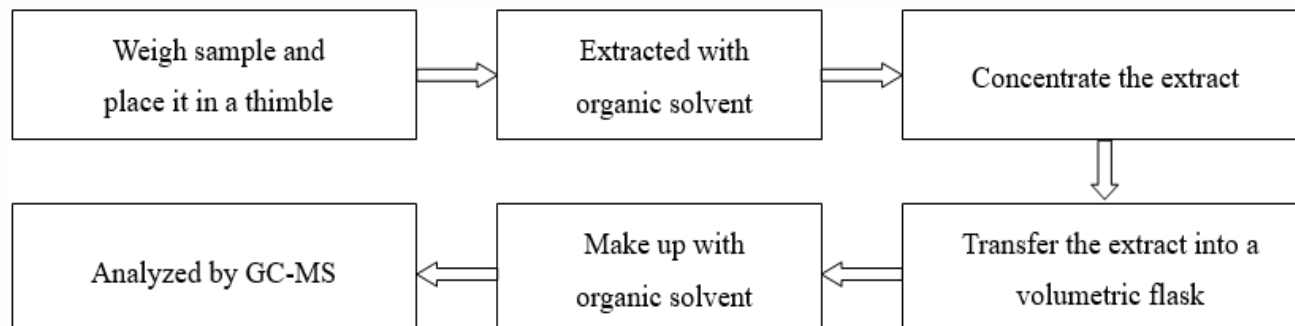 Weigh sample and
place it in a thimble
Extracted with
organic solvent
Concentrate the extract
Transfer the extract into a
volumetric flask
Make up with
organic solvent
Analyzed by GC-MS